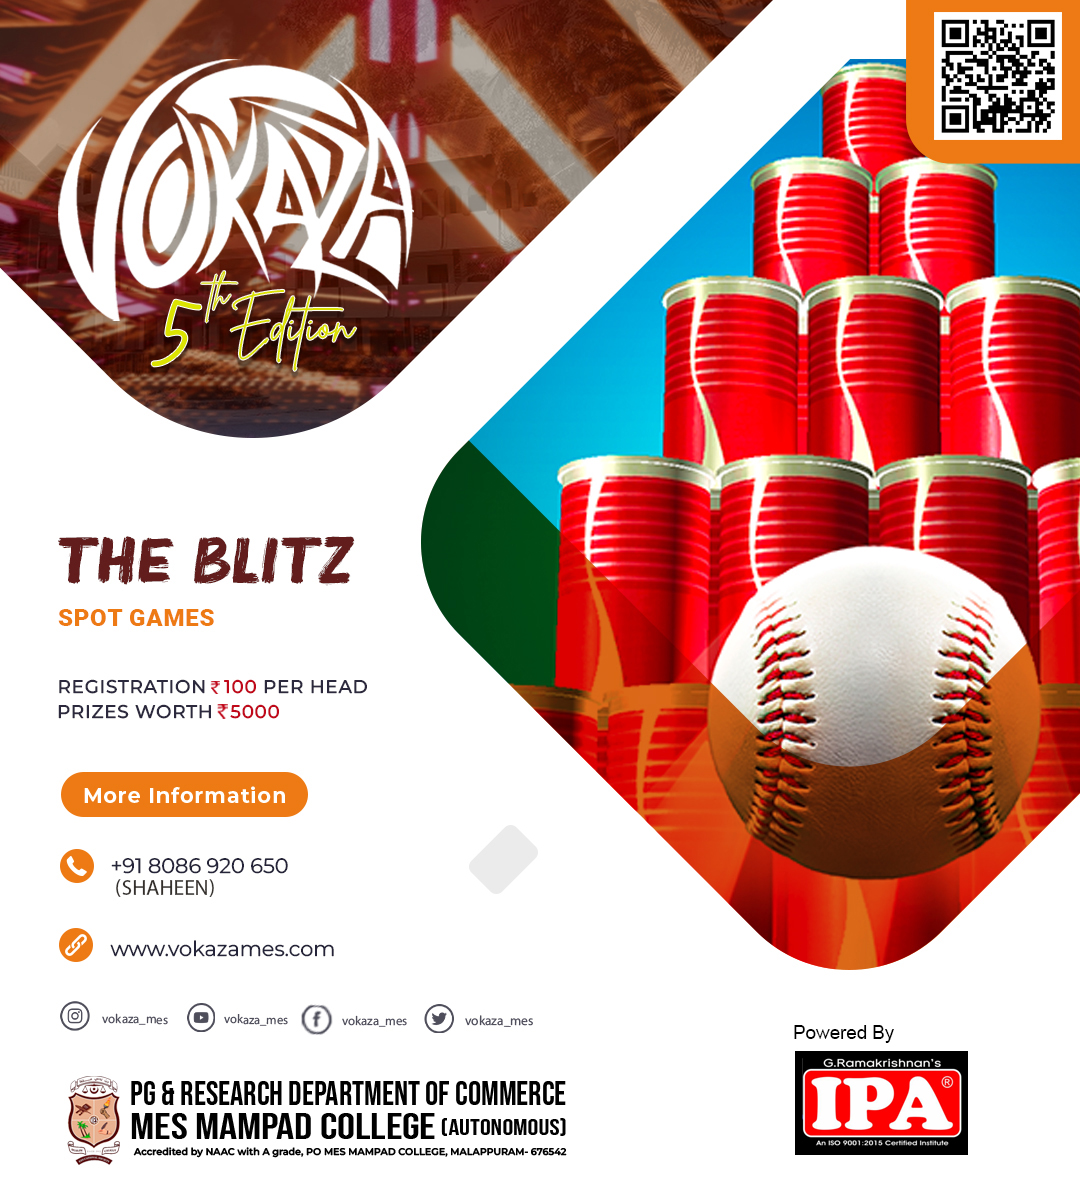 VOKAZA
5th Edition
THE BLITZ
SPOT GAMES
REGISTRATION ₹100 PER HEAD
PRIZES WORTH ₹5000
More Information
+91 8086 920 650
(SHAHEEN)
www.vokazames.com
vokaza_mes vokaza_mes vokaza_mes vokaza_mes
PG & RESEARCH DEPARTMENT OF COMMERCE
MES MAMPAD COLLEGE (AUTONOMOUS)
Accredited by NAAC with A grade, PO MES MAMPAD COLLEGE, MALAPPURAM- 676542
Powered By
G.Ramakrishnan's
IPA®
An ISO 9001:2015 Certified Institute